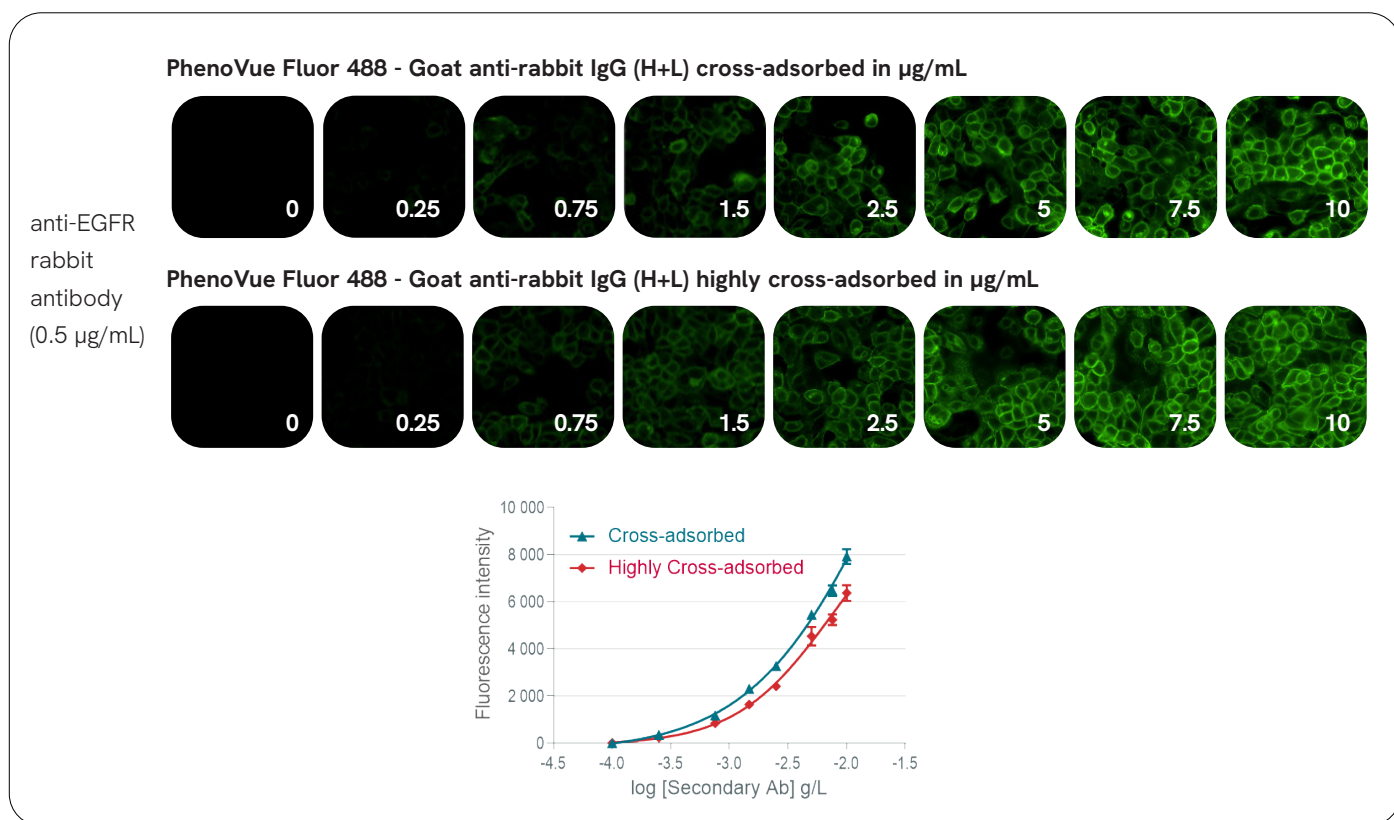 PhenoVue Fluor 488 - Goat anti-rabbit IgG (H+L) cross-adsorbed in µg/mL
0 0.25 0.75 1.5 2.5 5 7.5 10
anti-EGFR
rabbit
antibody
(0.5 µg/mL)
PhenoVue Fluor 488 - Goat anti-rabbit IgG (H+L) highly cross-adsorbed in µg/mL
0 0.25 0.75 1.5 2.5 5 7.5 10
Fluorescence intensity
10 000
8 000
6 000
4 000
2 000
0
Cross-adsorbed
Highly Cross-adsorbed
-4.5 -4.0 -3.5 -3.0 -2.5 -2.0 -1.5
log [Secondary Ab] g/L